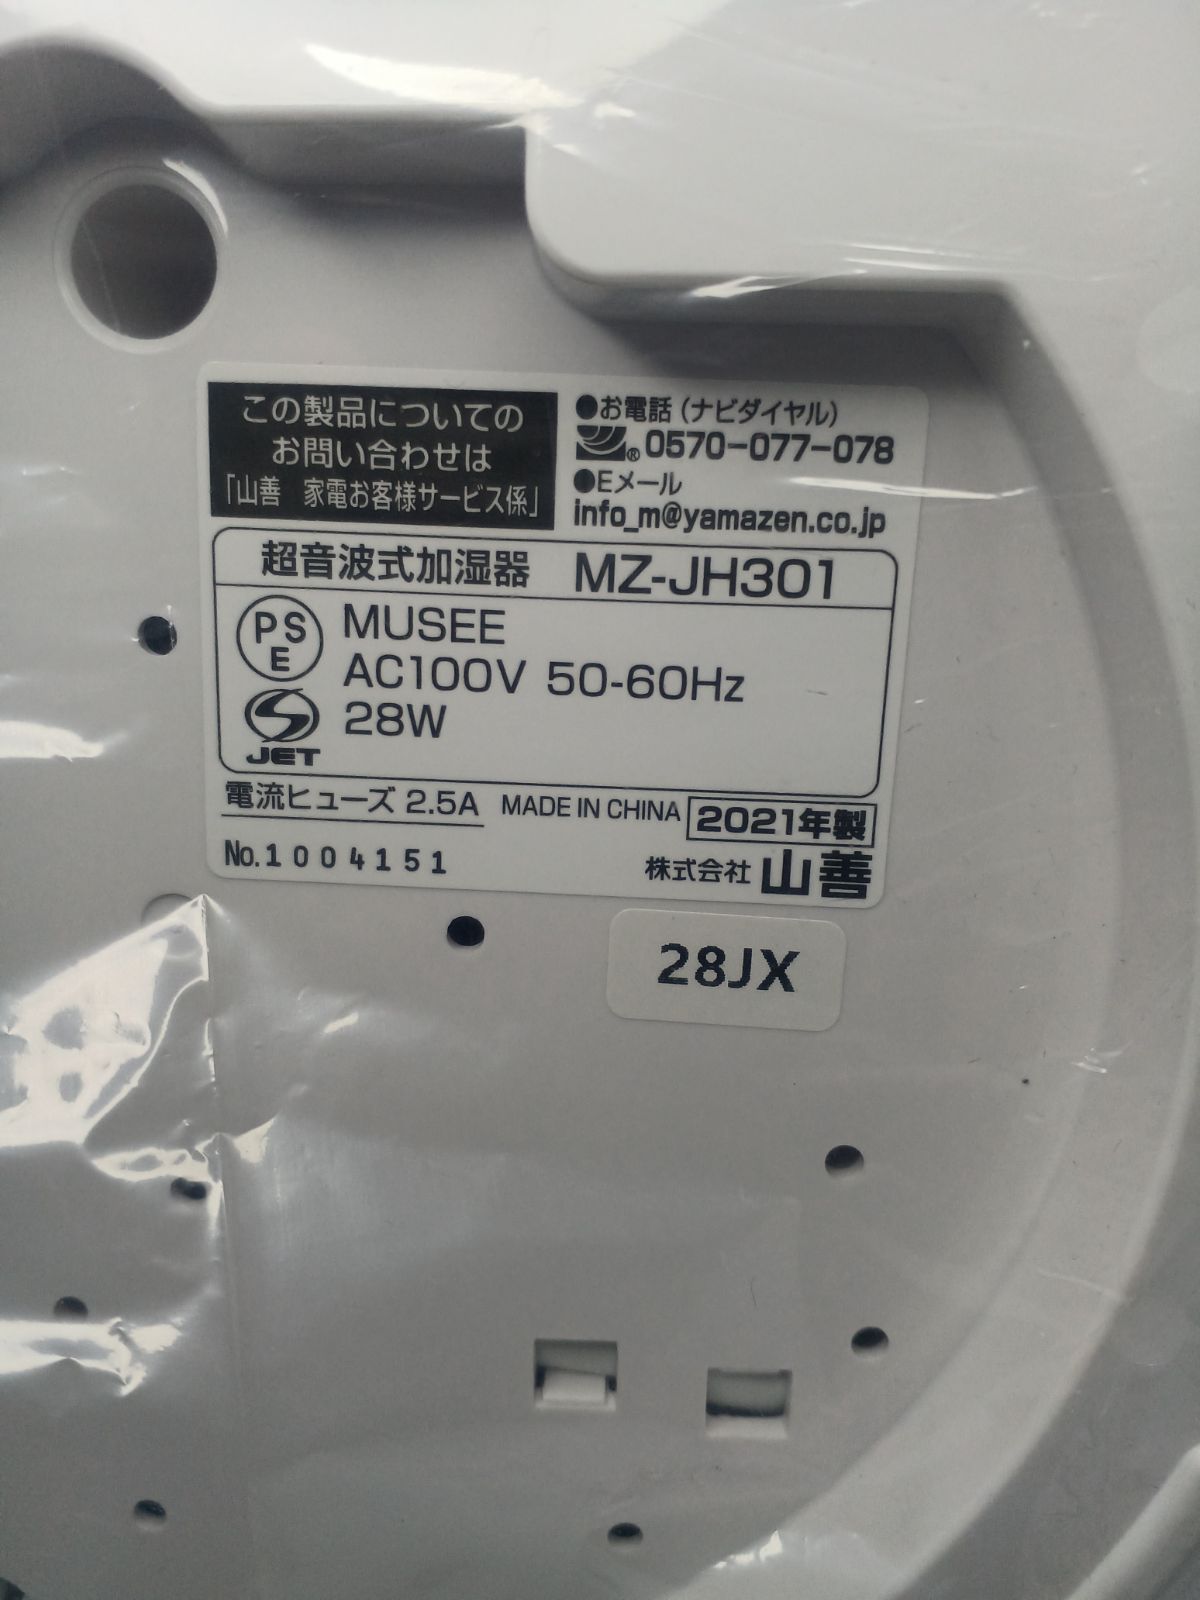 この製品についての
お問い合わせは
「山善 家電お客様サービス係」
●お電話(ナビダイヤル)
® 0570-077-078
●Eメール
info_m@yamazen.co.jp
超音波式加湿器 MZ-JH301
PS
E
MUSEE
AC100V 50-60Hz
28W
JET
電流ヒューズ 2.5A MADE IN CHINA 2021年製
No.1004151
株式会社 山善
28JX